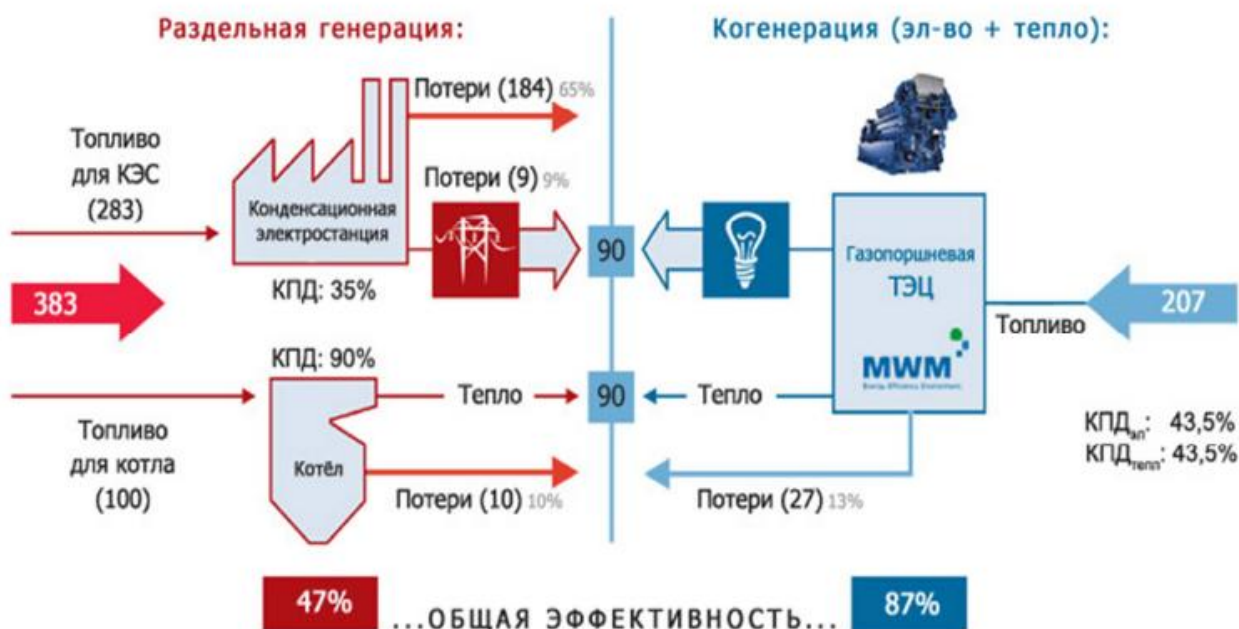 Раздельная генерация:
Когенерация (эл-во + тепло):
Потери (184) 65%
Топливо
для КЭС
(283)
Потери (9) 9%
Конденсационная
электростанция
КПД: 35%
383
90
Газопоршневая
ТЭЦ
MWM
207
Топливо
КПД: 90%
Тепло
90
Тепло
Топливо
для котла
(100)
Котёл
Потери (10) 10%
Потери (27) 13%
КПДэл: 43,5%
КПДтепл: 43,5%
47%
...ОБЩАЯ ЭФФЕКТИВНОСТЬ...
87%